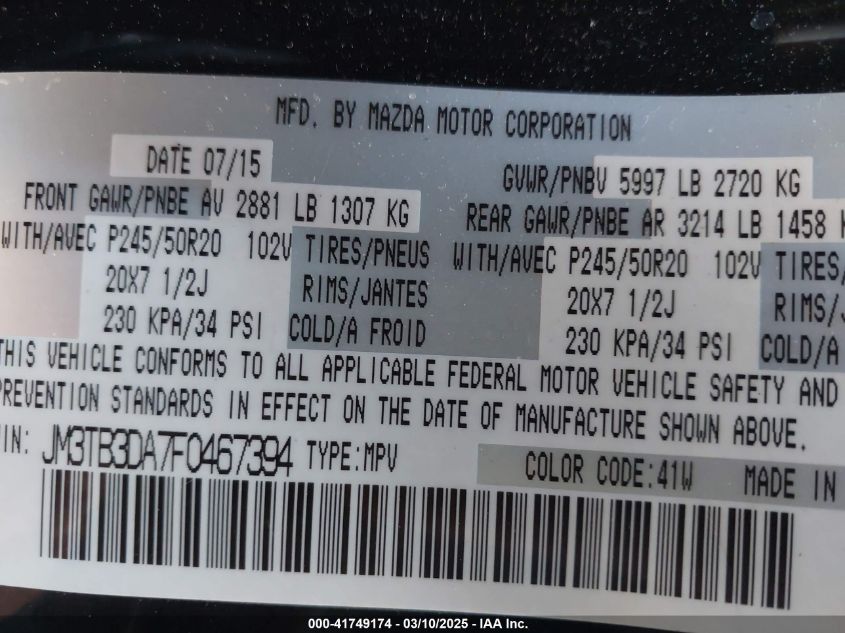 MFD. BY MAZDA MOTOR CORPORATION
DATE 07/15 GVWR/PNBV 5997 LB 2720 KG
FRONT GAWR/PNBE AV 2881 LB 1307 KG REAR GAWR/PNBE AR 3214 LB 1458 K
WITH/AVEC P245/50R20 102V TIRES/PNEUS WITH/AVEC P245/50R20 102V TIRES/
20X7 1/2J RIMS/JANTES 20X7 1/2J RIMS/J
230 KPA/34 PSI COLD/A FROID 230 KPA/34 PSI COLD/A
THIS VEHICLE CONFORMS TO ALL APPLICABLE FEDERAL MOTOR VEHICLE SAFETY AND
PREVENTION STANDARDS IN EFFECT ON THE DATE OF MANUFACTURE SHOWN ABOVE.
VIN: JM3TB3DA7F0467394 TYPE:MPV COLOR CODE:41W MADE IN
000-41749174 — 03/10/2025 — IAA Inc.